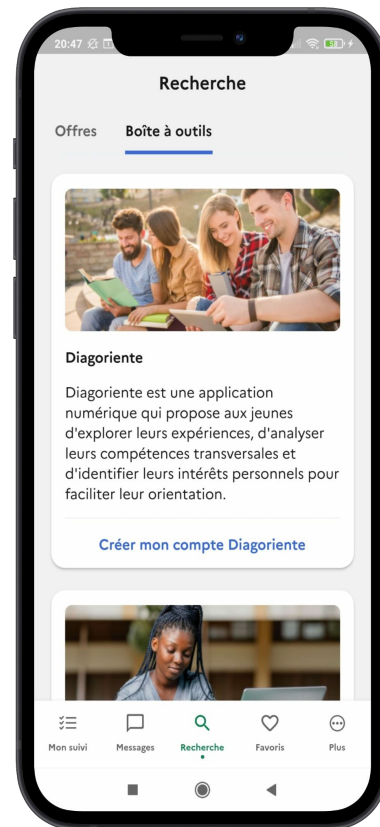 20:47
58
Recherche
Offres
Boîte à outils
Diagoriente
Diagoriente est une application
numérique qui propose aux jeunes
d'explorer leurs expériences, d'analyser
leurs compétences transversales et
d'identifier leurs intérêts personnels pour
faciliter leur orientation.
Créer mon compte Diagoriente
Mon suivi
Messages
Recherche
Favoris
Plus